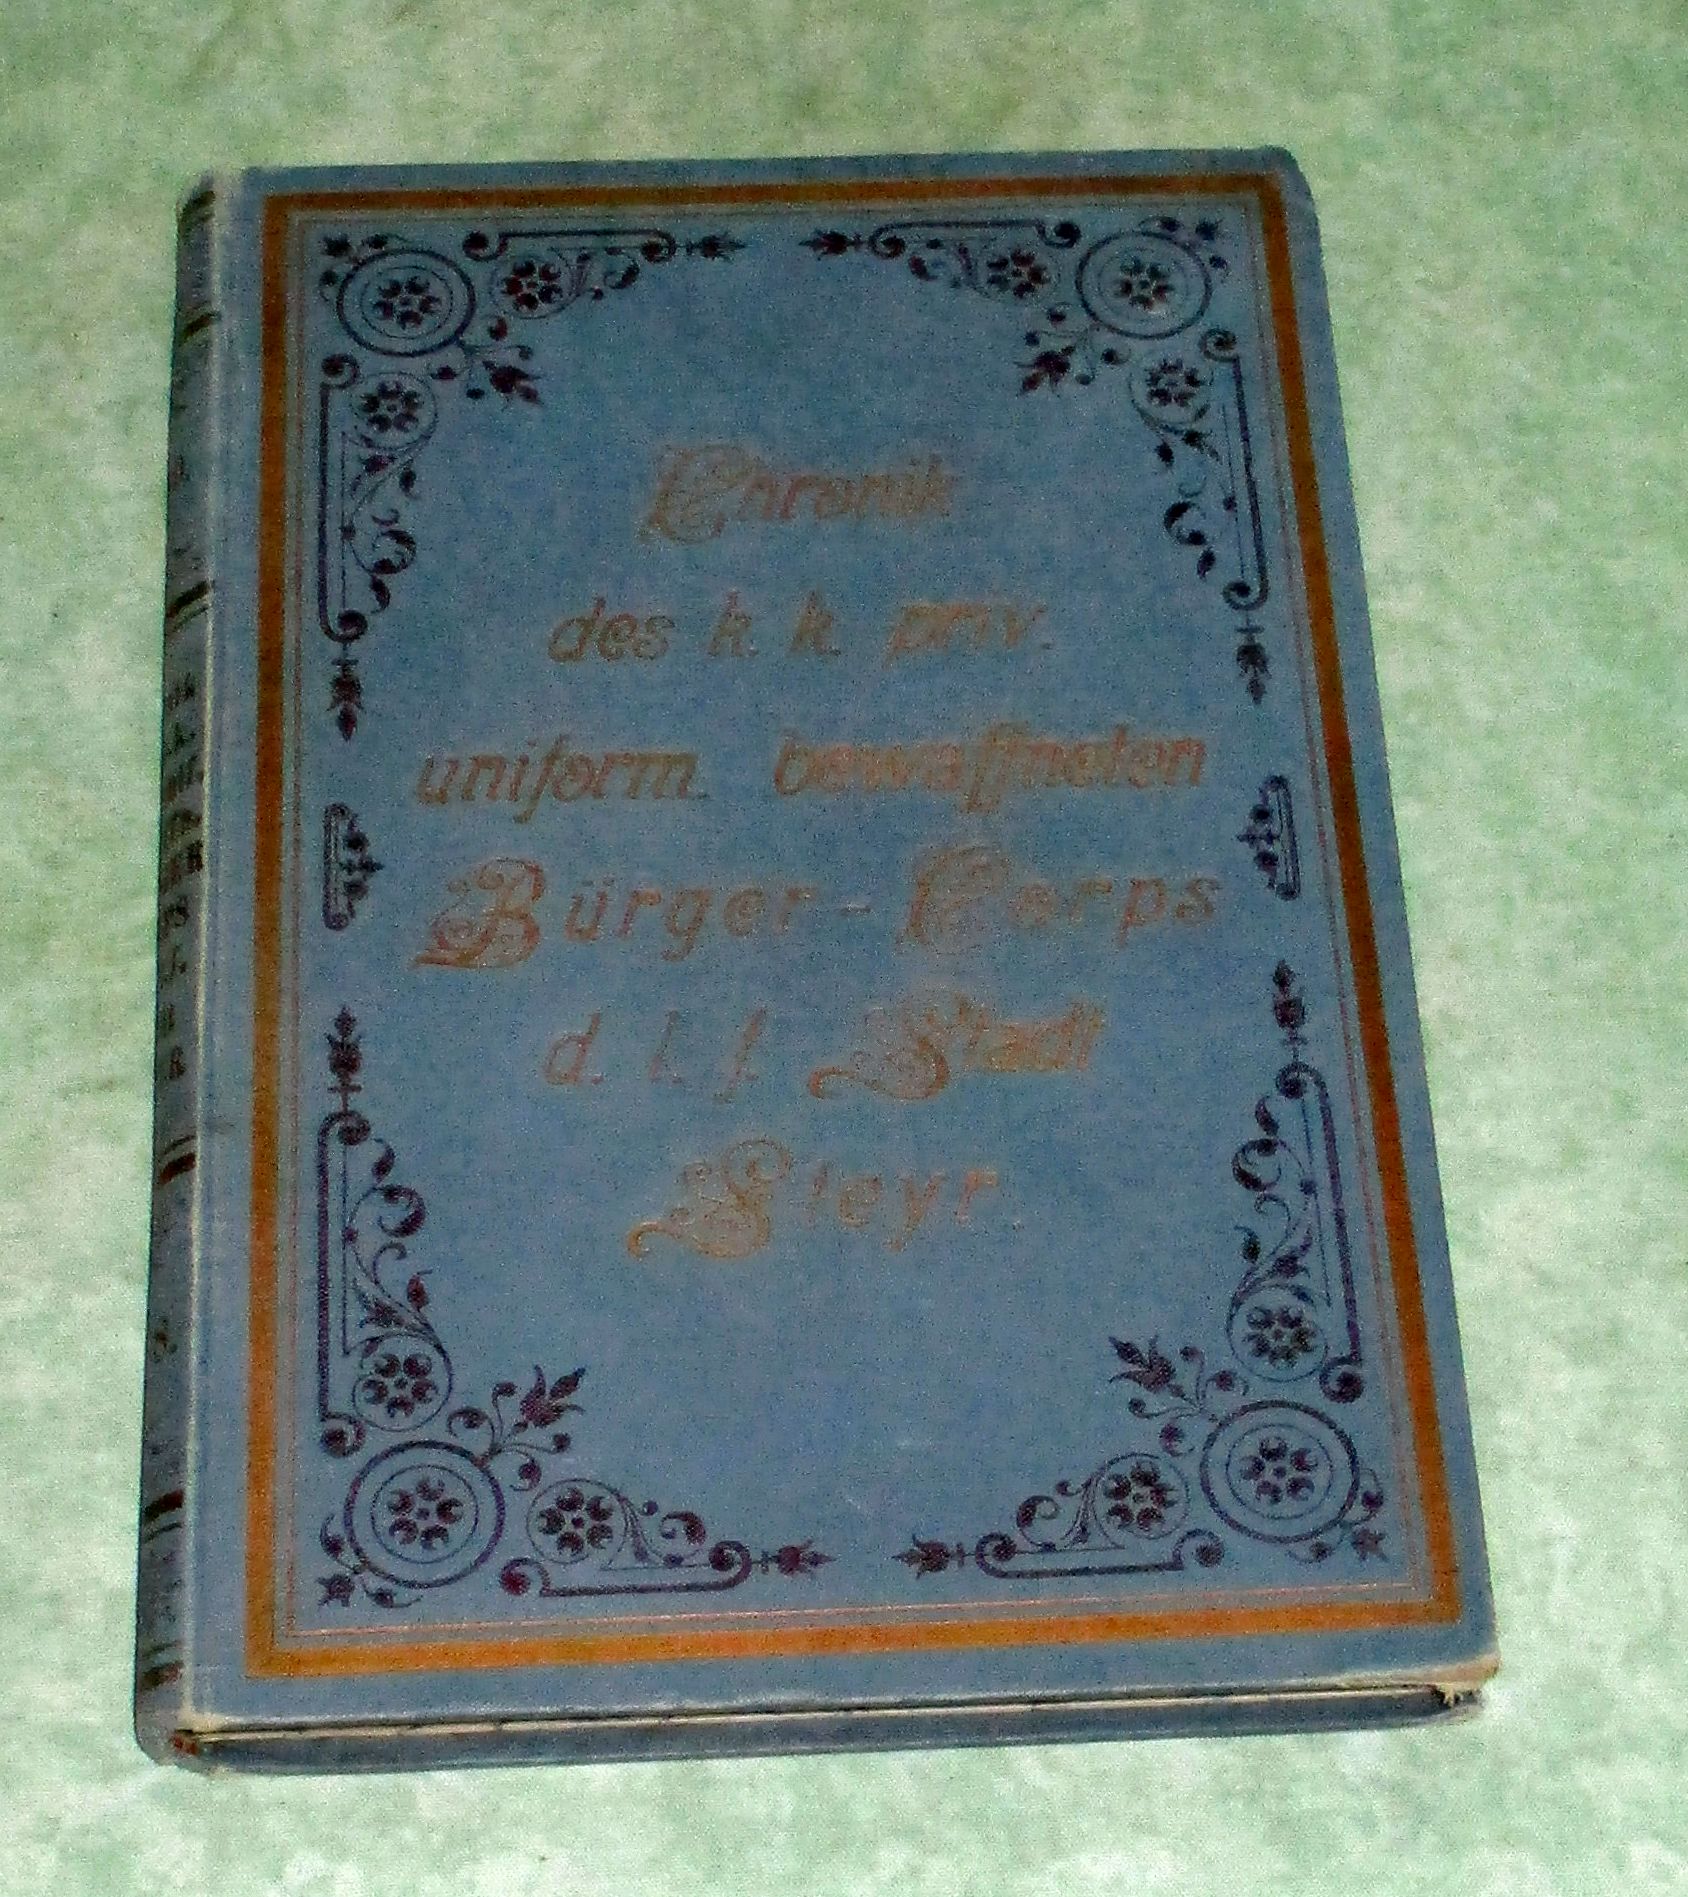 Chronik
des k. k. priv.
uniform. bewaffneten
Bürger-Corps
d. l. f. Stadt
Steyr.